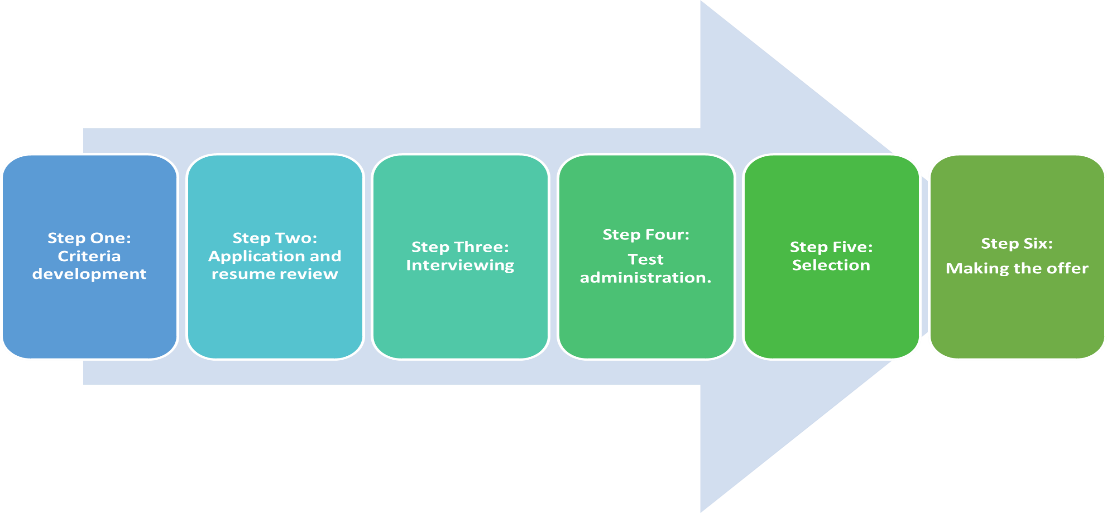 Step One:
Criteria
development
Step Two:
Application and
resume review
Step Three:
Interviewing
Step Four:
Test
administration.
Step Five:
Selection
Step Six:
Making the offer